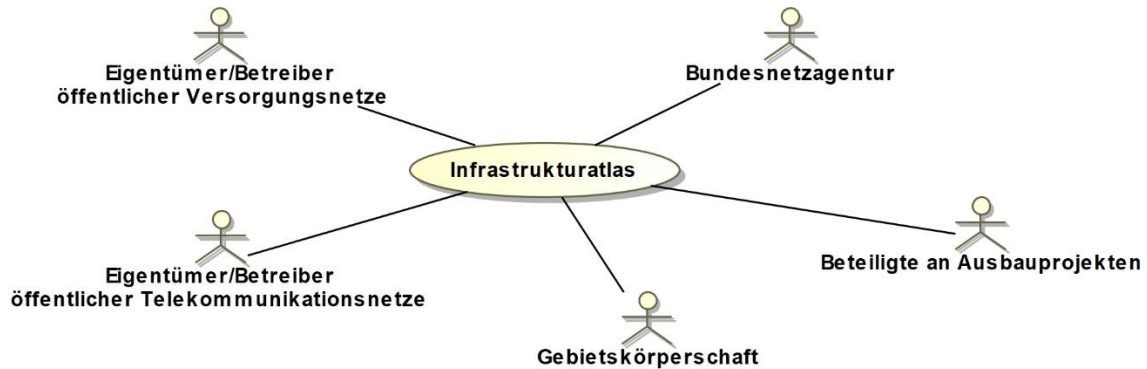 Eigentümer/Betreiber
öffentlicher Versorgungsnetze
Bundesnetzagentur
Infrastrukturatlas
Eigentümer/Betreiber
öffentlicher Telekommunikationsnetze
Beteiligte an Ausbauprojekten
Gebietskörperschaft